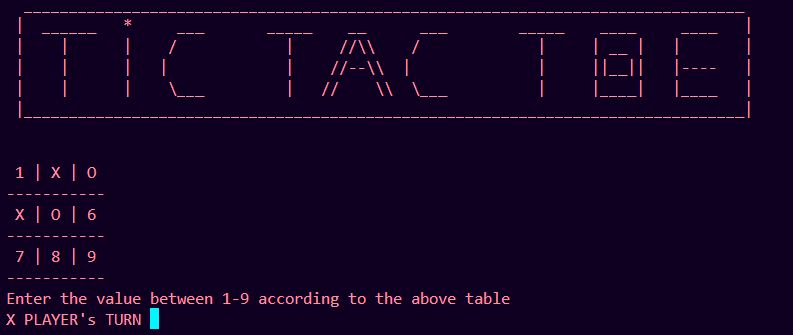 TIC TAC TOE
1 | X | O
-----------
X | O | 6
-----------
7 | 8 | 9
-----------
Enter the value between 1-9 according to the above table
X PLAYER's TURN